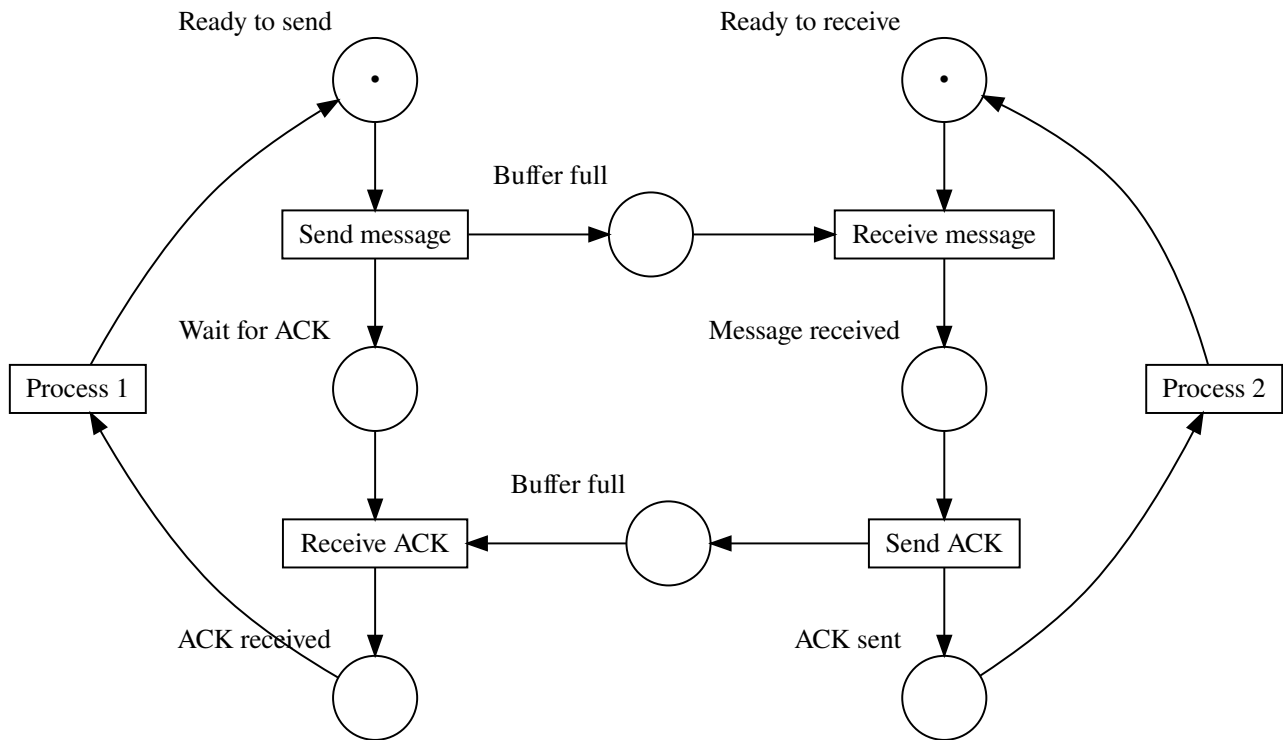 Ready to send
Ready to receive
Buffer full
Send message
Receive message
Wait for ACK
Message received
Process 1
Process 2
Buffer full
Receive ACK
Send ACK
ACK received
ACK sent